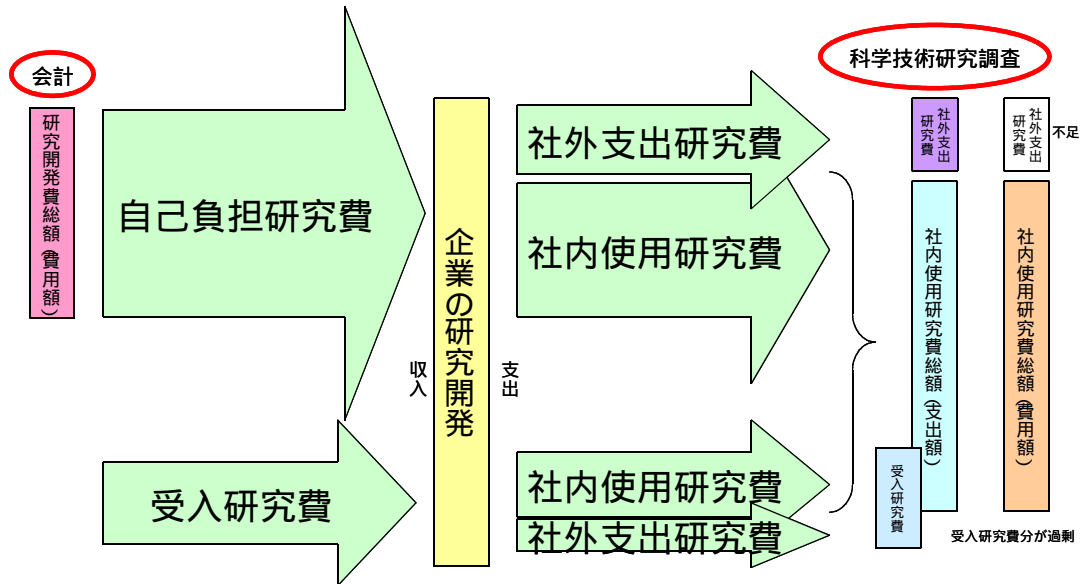 会計
研究開発費総額(費用額)
自己負担研究費
受入研究費
収入
企業の研究開発
支出
社外支出研究費
社内使用研究費
社内使用研究費
社外支出研究費
科学技術研究調査
社外支出
研究費
社外支出
研究費
不足
社内使用研究費総額(支出額)
社内使用研究費総額(費用額)
受入研究費
受入研究費分が過剰